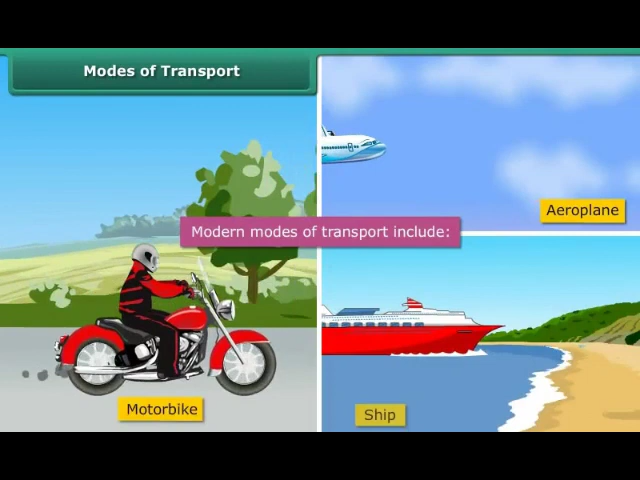 Modes of Transport
Aeroplane
Modern modes of transport include:
Motorbike
Ship